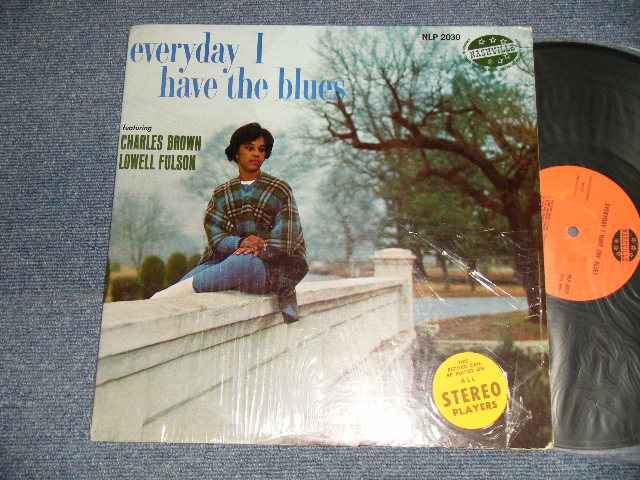 everyday I
have the blues
NLP 2030
NASHVILLE
featuring
CHARLES BROWN
LOWELL FULSON
THIS
RECORD CAN
BE PLAYED ON
ALL
STEREO
PLAYERS
NASHVILLE
EVERYDAY I HAVE THE BLUES